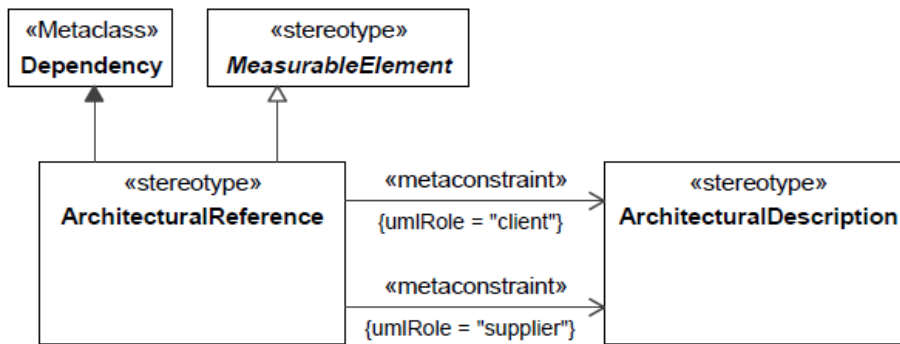 «Metaclass»
Dependency
«stereotype»
MeasurableElement
«stereotype»
ArchitecturalReference
«metaconstraint»
{umlRole = "client"}
«metaconstraint»
{umlRole = "supplier"}
«stereotype»
ArchitecturalDescription